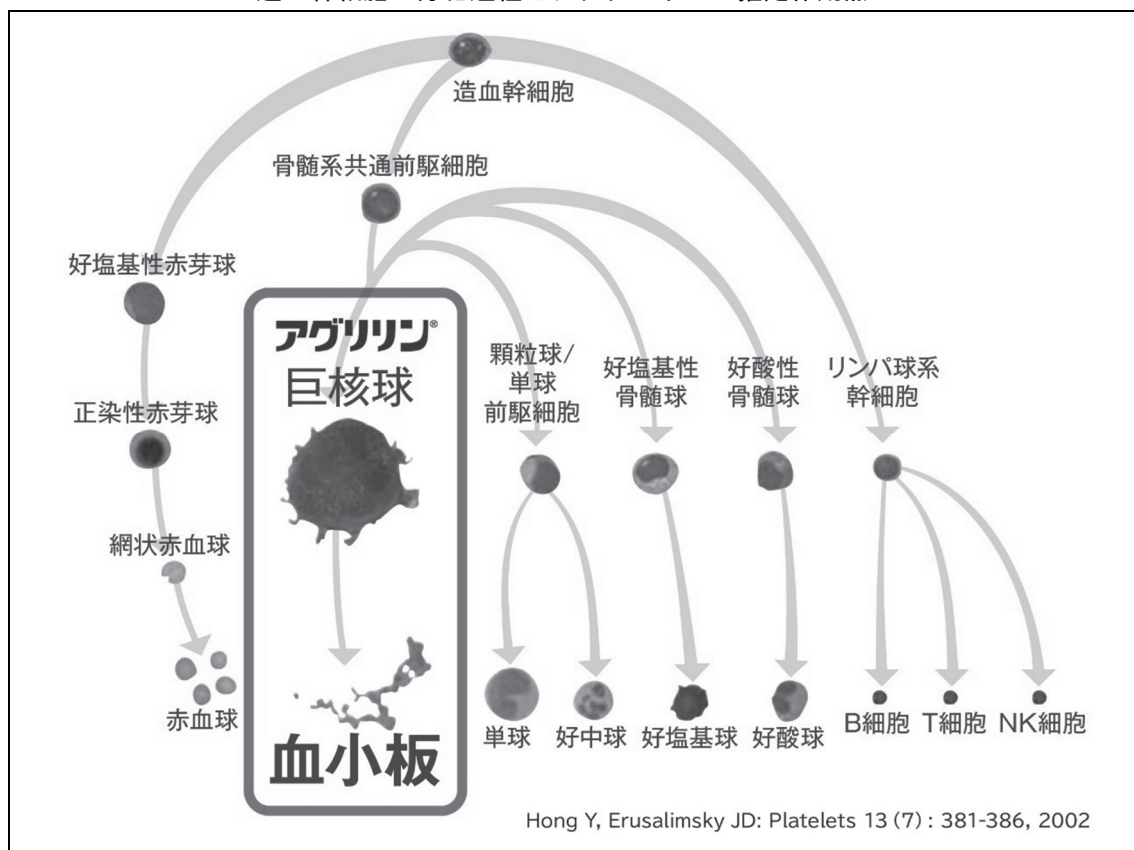 造血幹細胞
骨髄系共通前駆細胞
好塩基性赤芽球
アグリリン®
巨核球
顆粒球/
単球
前駆細胞
好塩基性
骨髄球
好酸性
骨髄球
リンパ球系
幹細胞
正染性赤芽球
網状赤血球
赤血球
血小板
単球
好中球
好塩基球
好酸球
B細胞
T細胞
NK細胞
Hong Y, Erusalimsky JD: Platelets 13 (7) : 381-386, 2002